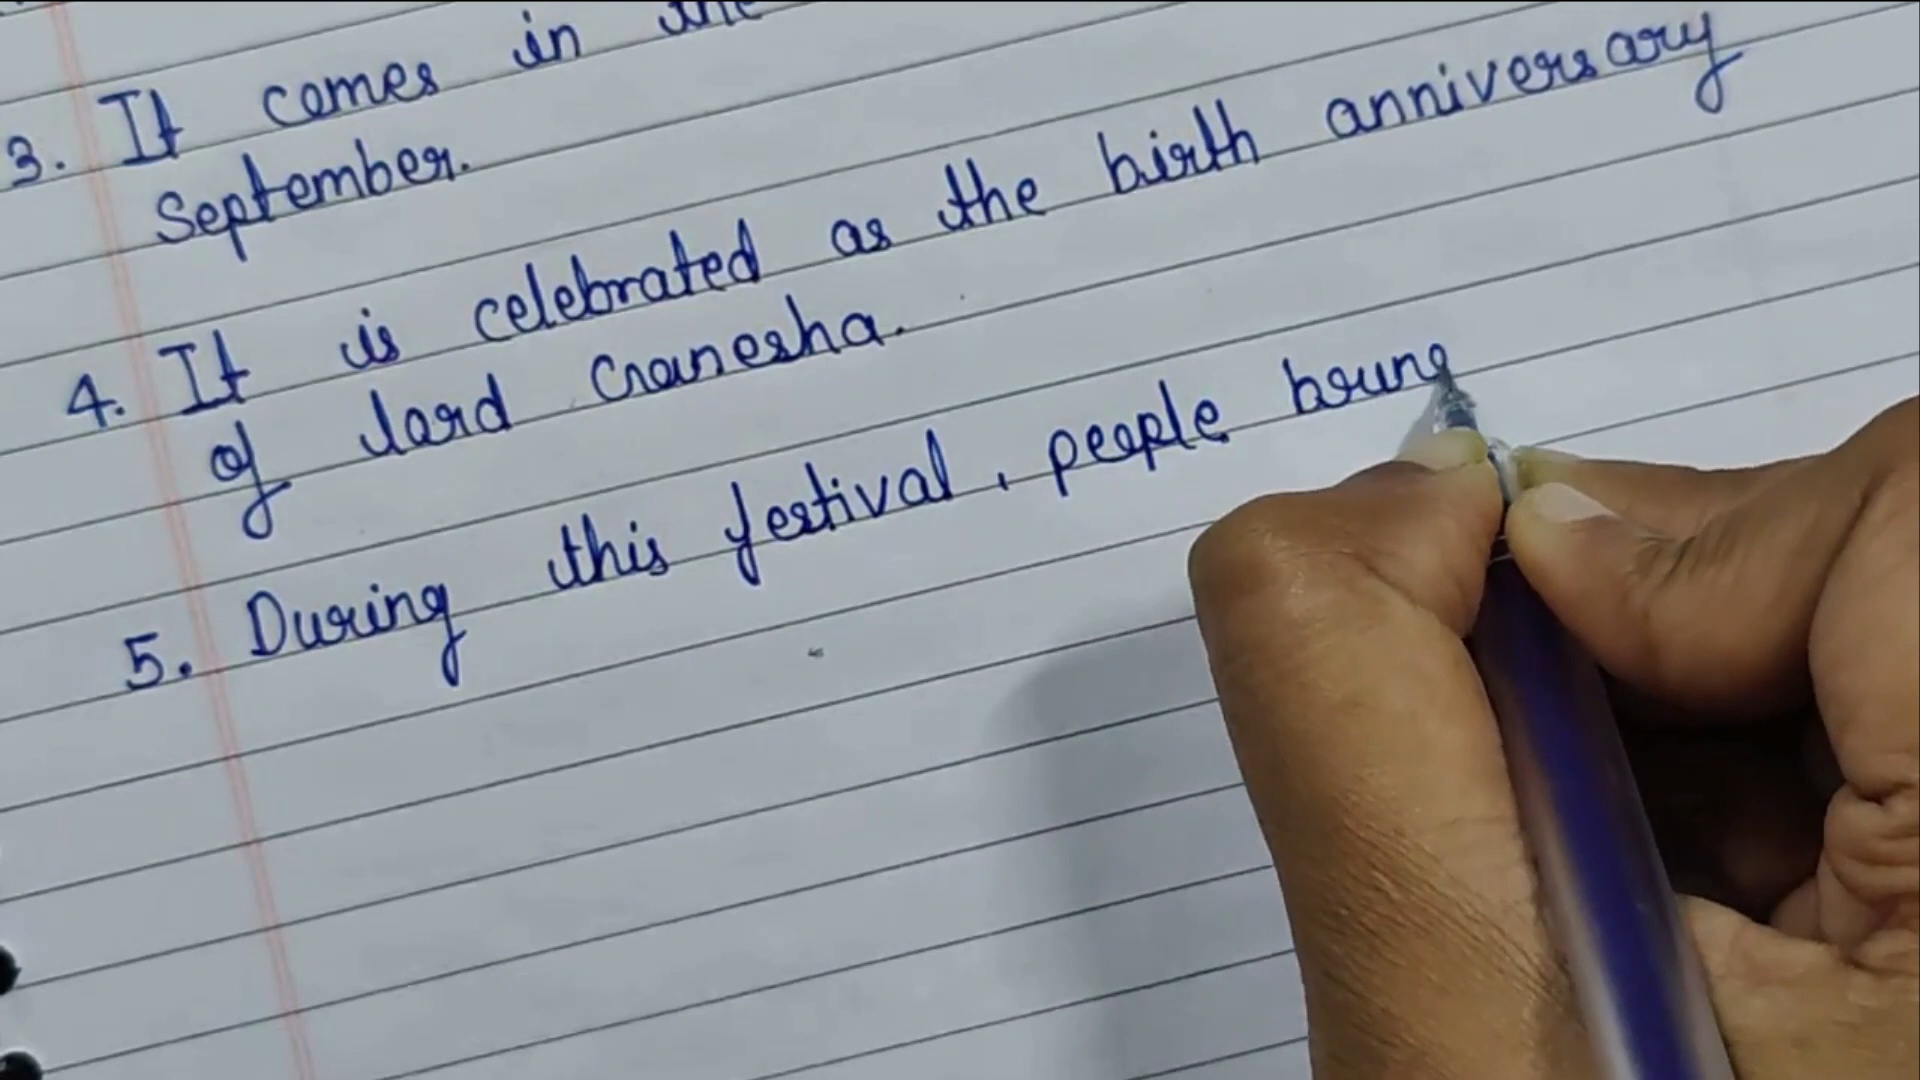 3. It comes in the
September.
4. It is celebrated as the birth anniversary
of lord Ganesha.
5. During this festival, people bring